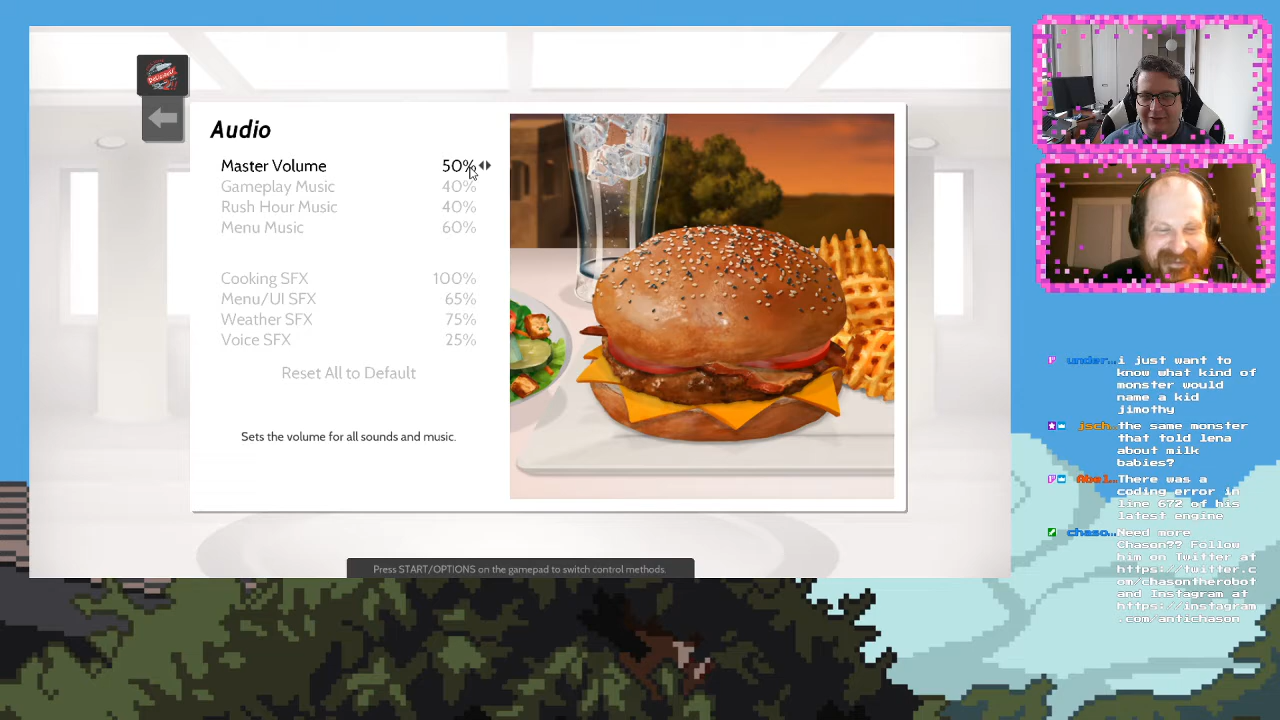 Delicious!
Audio
Master Volume 50%
Gameplay Music 40%
Rush Hour Music 40%
Menu Music 60%
Cooking SFX 100%
Menu/UI SFX 65%
Weather SFX 75%
Voice SFX 25%
Reset All to Default
Sets the volume for all sounds and music.
Press START/OPTIONS on the gamepad to switch control methods.
under... i just want to
know what kind of
monster would
name a kid
jimothy
jsch... the same monster
that told lena
about milk
babies?
Abel... There was a
coding error in
line 672 of his
latest engine
chaso... Need more
Chason?? Follow
him on Twitter at
https://twitter.c
om/chasontherobot
and Instagram at
https://instagram
.com/antichason